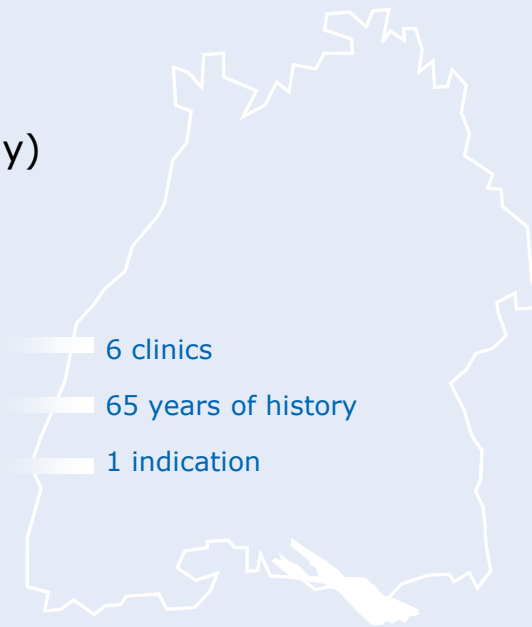 y)
6 clinics
65 years of history
1 indication